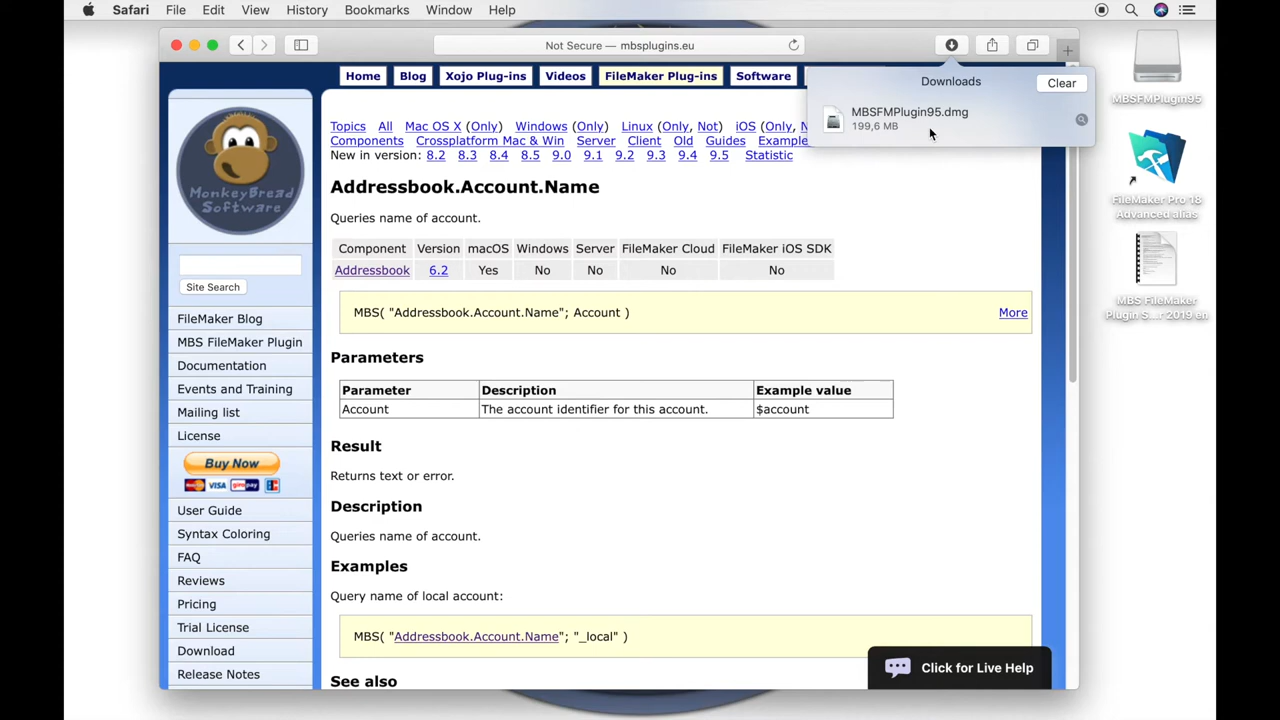 Safari File Edit View History Bookmarks Window Help
Not Secure — mbsplugins.eu
Home Blog Xojo Plug-ins Videos FileMaker Plug-ins Software
Downloads Clear
MBSFMPlugin95.dmg
199,6 MB
MBSFMPlugin95
FileMaker Pro 18
Advanced alias
MBS FileMaker
Plugin S...r 2019 en
MonkeyBread
Software
Site Search
FileMaker Blog
MBS FileMaker Plugin
Documentation
Events and Training
Mailing list
License
Buy Now
VISA
User Guide
Syntax Coloring
FAQ
Reviews
Pricing
Trial License
Download
Release Notes
Topics All Mac OS X (Only) Windows (Only) Linux (Only, Not) iOS (Only,
Components Crossplatform Mac & Win Server Client Old Guides Example
New in version: 8.2 8.3 8.4 8.5 9.0 9.1 9.2 9.3 9.4 9.5 Statistic
Addressbook.Account.Name
Queries name of account.
Component Version macOS Windows Server FileMaker Cloud FileMaker iOS SDK
Addressbook 6.2 Yes No No No No
MBS( "Addressbook.Account.Name"; Account ) More
Parameters
Parameter Description Example value
Account The account identifier for this account. $account
Result
Returns text or error.
Description
Queries name of account.
Examples
Query name of local account:
MBS( "Addressbook.Account.Name"; "_local" )
See also
Click for Live Help